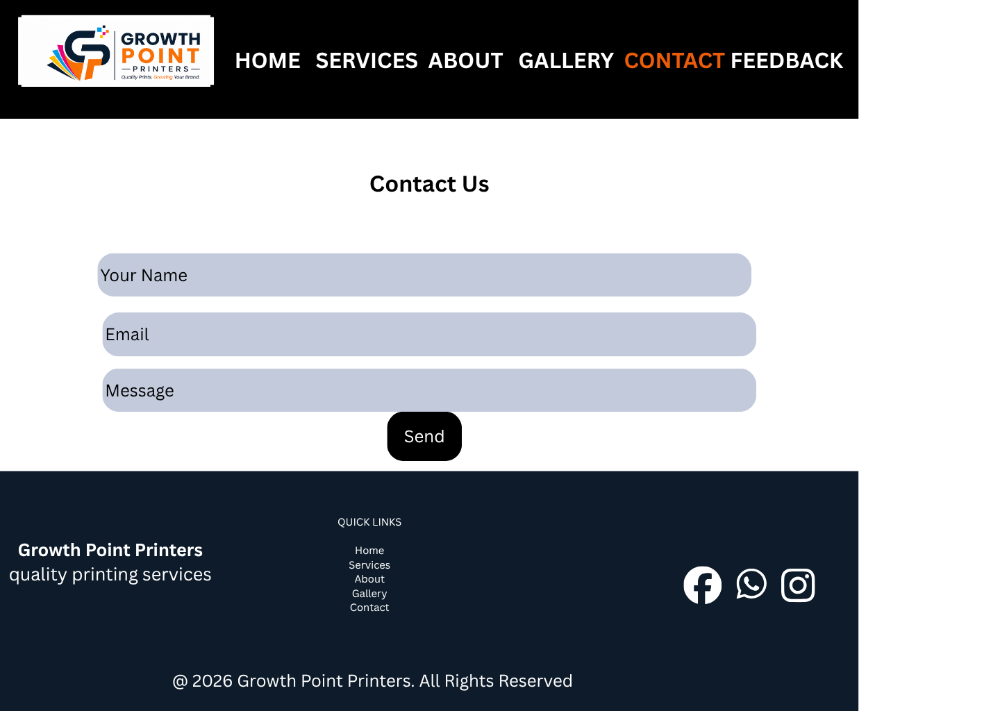 GROWTH
POINT
PRINTERS
Quality Prints. Growing Your Brand.
HOME SERVICES ABOUT GALLERY CONTACT FEEDBACK
Contact Us
Your Name
Email
Message
Send
QUICK LINKS
Growth Point Printers
quality printing services
Home
Services
About
Gallery
Contact
@ 2026 Growth Point Printers. All Rights Reserved